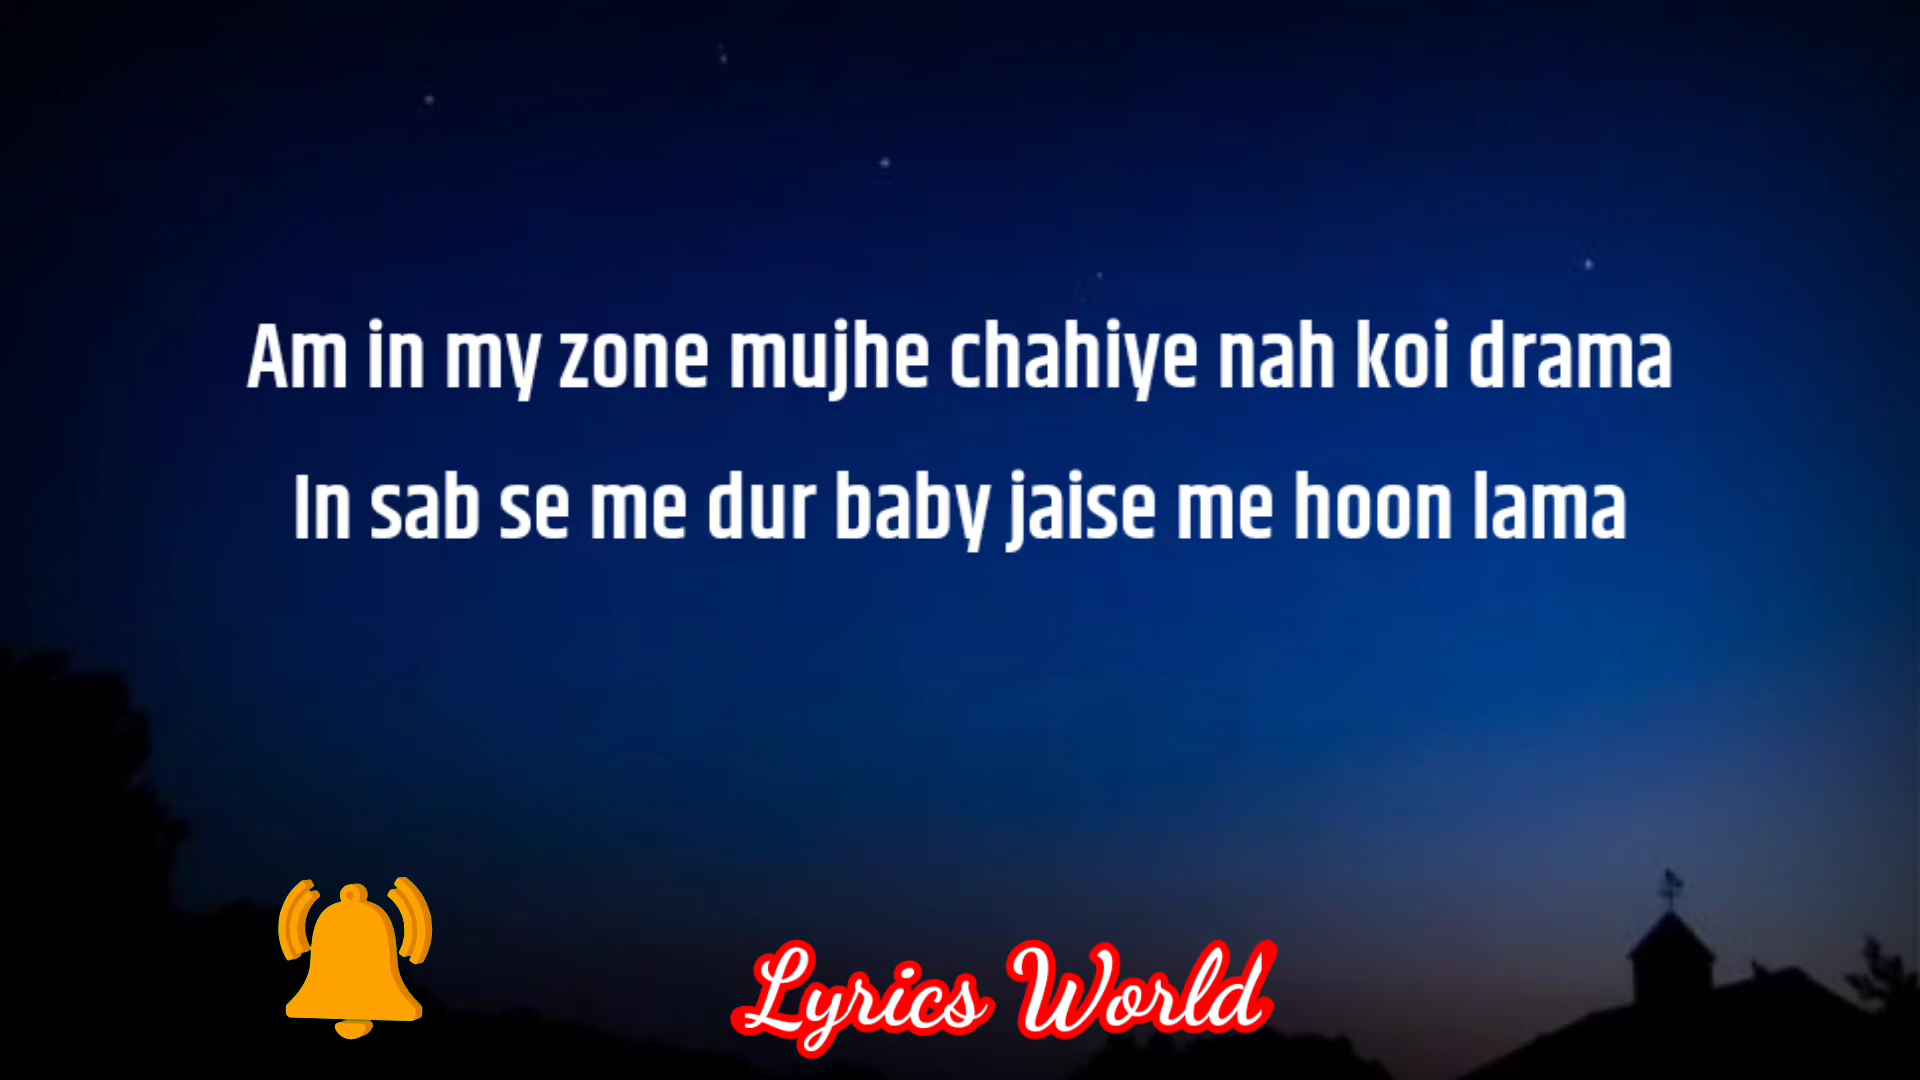 Am in my zone mujhe chahiye nah koi drama
In sab se me dur baby jaise me hoon lama
Lyrics World